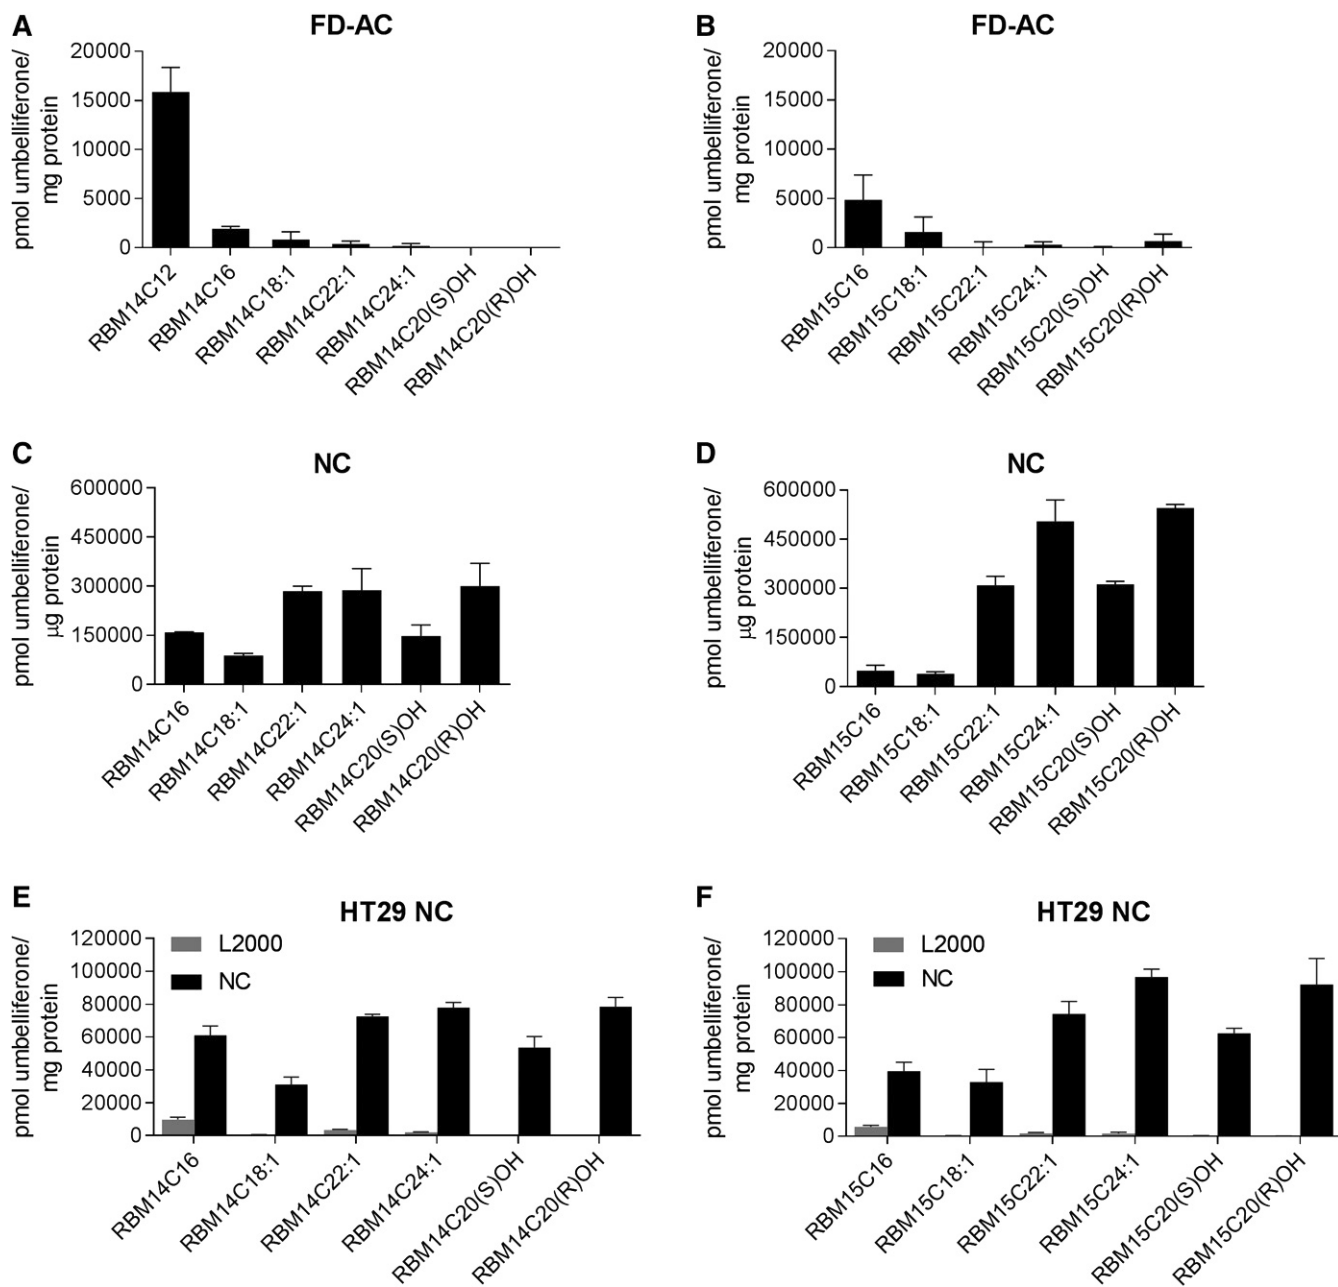 A
FD-AC
pmol umbelliferone/
mg protein
20000
15000
10000
5000
0
RBM14C12
RBM14C16
RBM14C18:1
RBM14C22:1
RBM14C24:1
RBM14C20(S)OH
RBM14C20(R)OH
B
FD-AC
pmol umbelliferone/
mg protein
20000
15000
10000
5000
0
RBM15C16
RBM15C18:1
RBM15C22:1
RBM15C24:1
RBM15C20(S)OH
RBM15C20(R)OH
C
NC
pmol umbelliferone/
μg protein
600000
450000
300000
150000
0
RBM14C16
RBM14C18:1
RBM14C22:1
RBM14C24:1
RBM14C20(S)OH
RBM14C20(R)OH
D
NC
pmol umbelliferone/
μg protein
600000
450000
300000
150000
0
RBM15C16
RBM15C18:1
RBM15C22:1
RBM15C24:1
RBM15C20(S)OH
RBM15C20(R)OH
E
HT29 NC
pmol umbelliferone/
mg protein
120000
100000
80000
60000
40000
20000
0
L2000
NC
RBM14C16
RBM14C18:1
RBM14C22:1
RBM14C24:1
RBM14C20(S)OH
RBM14C20(R)OH
F
HT29 NC
pmol umbelliferone/
mg protein
120000
100000
80000
60000
40000
20000
0
L2000
NC
RBM15C16
RBM15C18:1
RBM15C22:1
RBM15C24:1
RBM15C20(S)OH
RBM15C20(R)OH